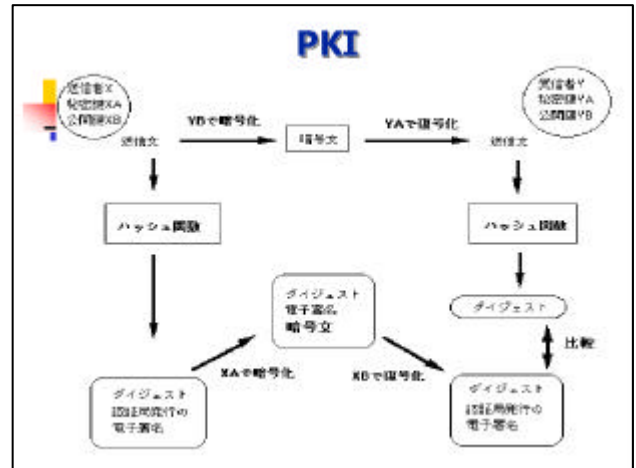 PKI
送信者X
秘密鍵XA
公開鍵XB
受信者Y
秘密鍵YA
公開鍵YB
送信文
YBで暗号化
暗号文
YAで復号化
送信文
ハッシュ関数
ハッシュ関数
ダイジェスト
電子署名
暗号文
ダイジェスト
比較
XAで暗号化
XBで復号化
ダイジェスト
認証局発行の
電子署名
ダイジェスト
認証局発行の
電子署名